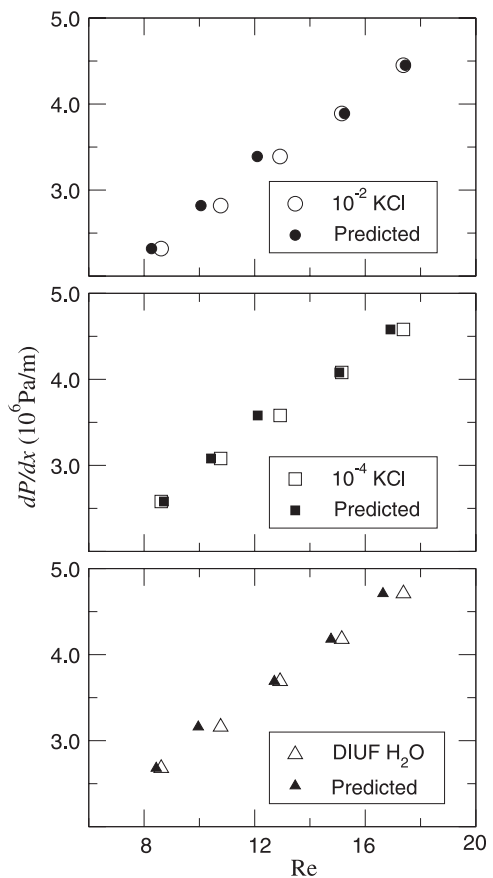 5.0
4.0
3.0
10⁻² KCl
Predicted
5.0
4.0
3.0
10⁻⁴ KCl
Predicted
dP/dx (10⁶Pa/m)
5.0
4.0
3.0
DIUF H₂O
Predicted
8 12 16 20
Re